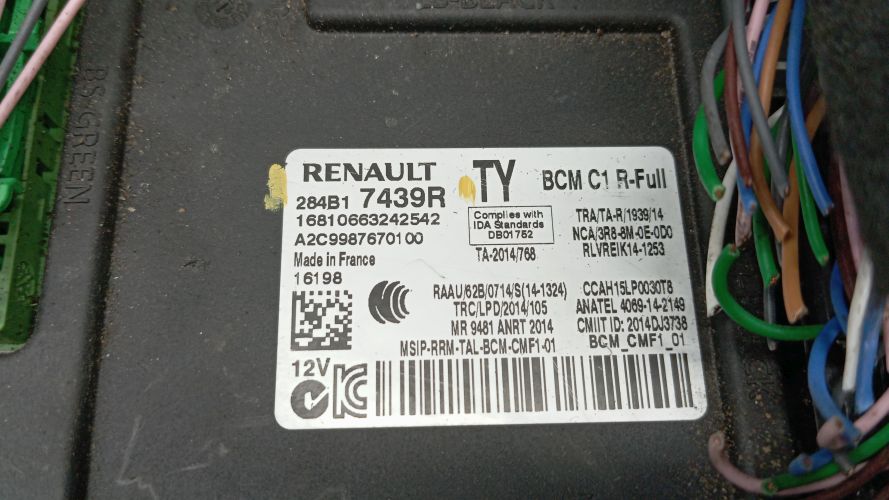 BS-GREEN
RENAULT TY BCM C1 R-Full
284B1 7439R
16810663242542
A2C9987670100
Made in France
16198
Complies with
IDA Standards
DB01752
TA-2014/768
TRA/TA-R/1939/14
NCA/3R8-8M-0E-0D0
RLVREIK14-1253
RAAU/62B/0714/S(14-1324) CCAH15LP0030T8
TRC/LPD/2014/105 ANATEL 4069-14-2149
MR 9481 ANRT 2014 CMIIT ID: 2014DJ3738
MSIP-RRM-TAL-BCM-CMF1-01 BCM_CMF1_01
12V